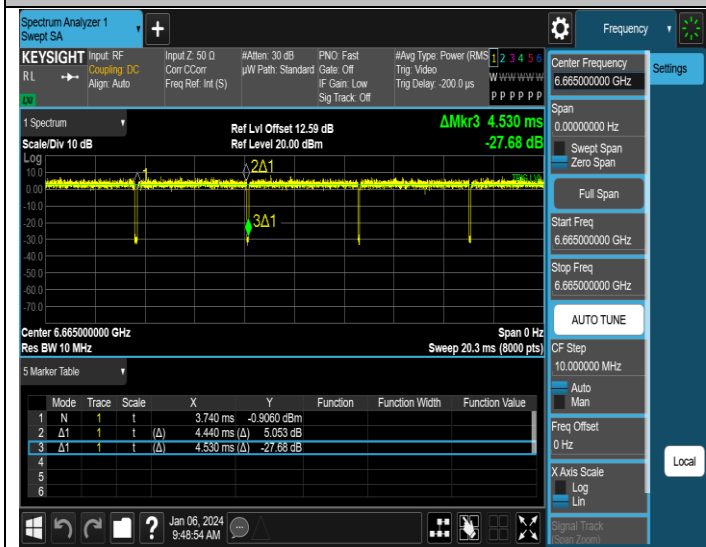 Spectrum Analyzer 1
Swept SA
Frequency
KEYSIGHT
RL
LXI
Input: RF
Coupling: DC
Align: Auto
Input Z: 50 Ω
Corr CCorr
Freq Ref: Int (S)
#Atten: 30 dB
µW Path: Standard
PNO: Fast
Gate: Off
IF Gain: Low
Sig Track: Off
#Avg Type: Power (RMS
Trig: Video
Trig Delay: -200.0 µs
1 2 3 4 5 6
W W W W W W
P P P P P P
1 Spectrum
Scale/Div 10 dB
Ref Lvl Offset 12.59 dB
Ref Level 20.00 dBm
ΔMkr3 4.530 ms
-27.68 dB
Log
10.0
0.00
-10.0
-20.0
-30.0
-40.0
-50.0
-60.0
-70.0
1
2Δ1
3Δ1
Center 6.665000000 GHz
Res BW 10 MHz
Span 0 Hz
Sweep 20.3 ms (8000 pts)
5 Marker Table
Mode Trace Scale X Y Function Function Width Function Value
1 N 1 t 3.740 ms -0.9060 dBm
2 Δ1 1 t (Δ) 4.440 ms (Δ) 5.053 dB
3 Δ1 1 t (Δ) 4.530 ms (Δ) -27.68 dB
4
5
6
Jan 06, 2024
9:48:54 AM
Center Frequency
6.665000000 GHz
Settings
Span
0.00000000 Hz
Swept Span
Zero Span
Full Span
Start Freq
6.665000000 GHz
Stop Freq
6.665000000 GHz
AUTO TUNE
CF Step
10.000000 MHz
Auto
Man
Freq Offset
0 Hz
X Axis Scale
Log
Lin
Local
Signal Track
(Span Zoom)